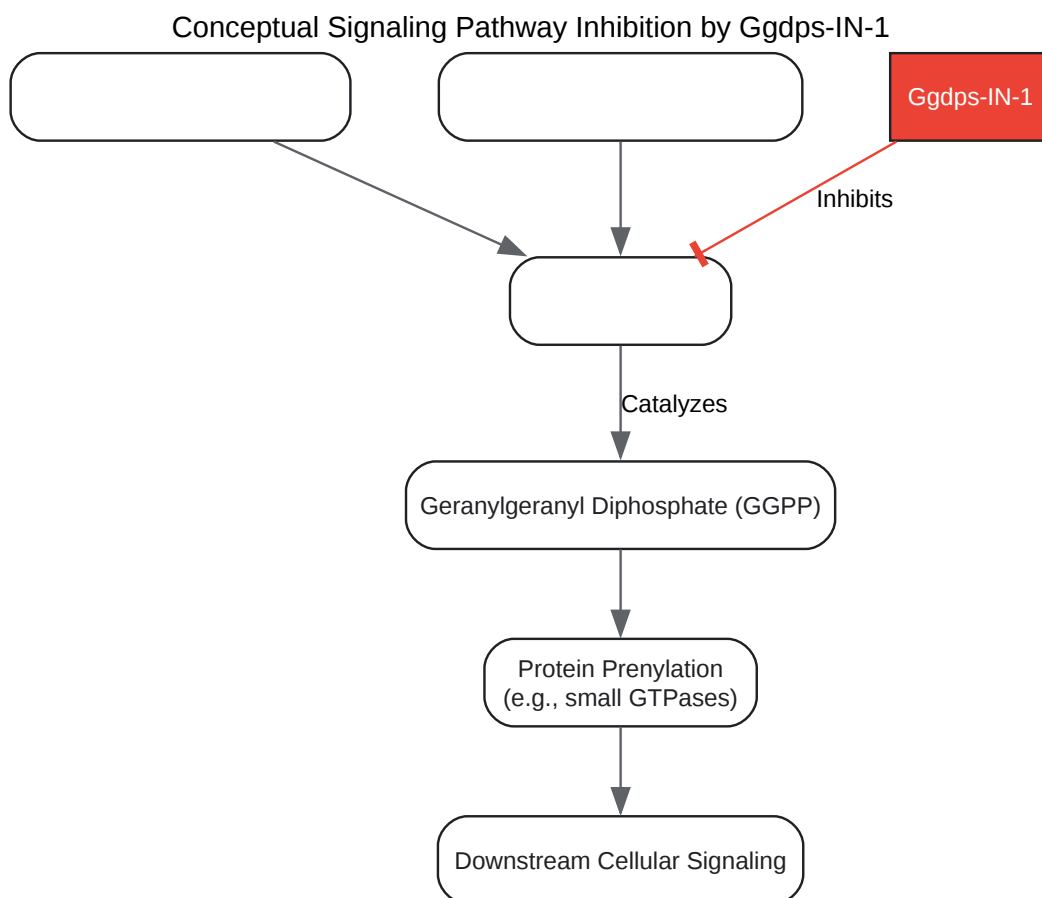 Conceptual Signaling Pathway Inhibition by Ggdps-IN-1
Ggdps-IN-1
Inhibits
Catalyzes
Geranylgeranyl Diphosphate (GGPP)
Protein Prenylation
(e.g., small GTPases)
Downstream Cellular Signaling